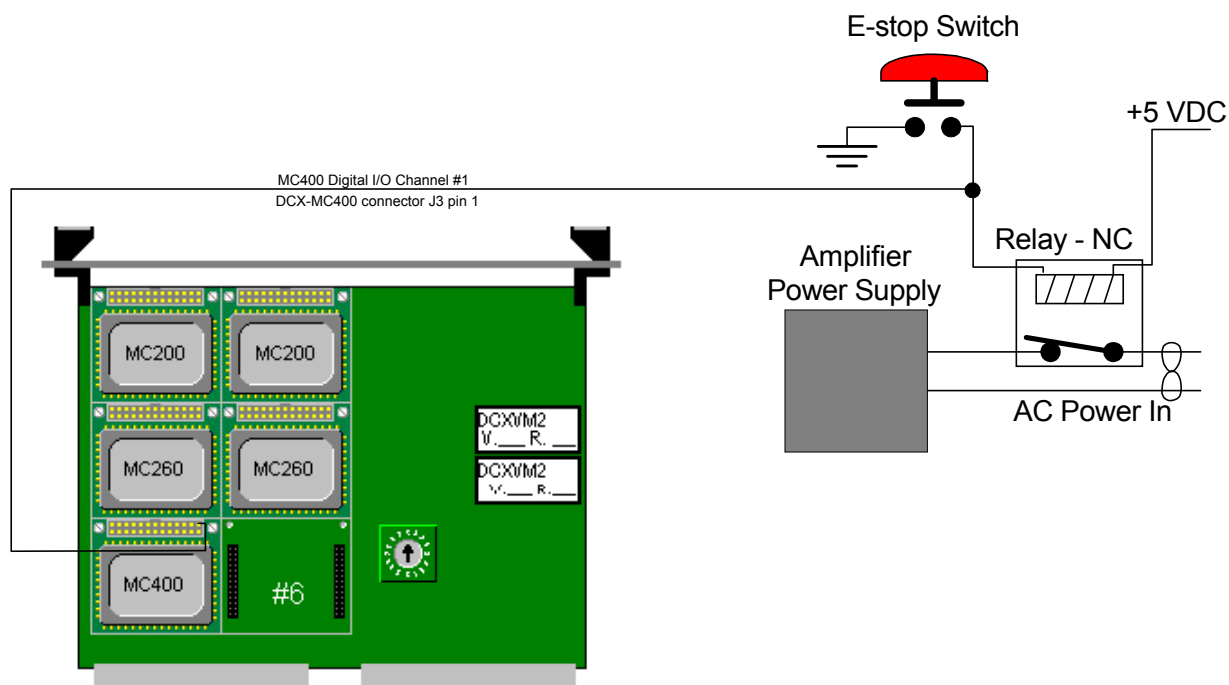 E-stop Switch
+5 VDC
MC400 Digital I/O Channel #1
DCX-MC400 connector J3 pin 1
Relay - NC
Amplifier
Power Supply
AC Power In
MC200
MC200
MC260
MC260
MC400
#6
DCXVM2
V.___ R. ___
DCXVM2
V.___ R.___